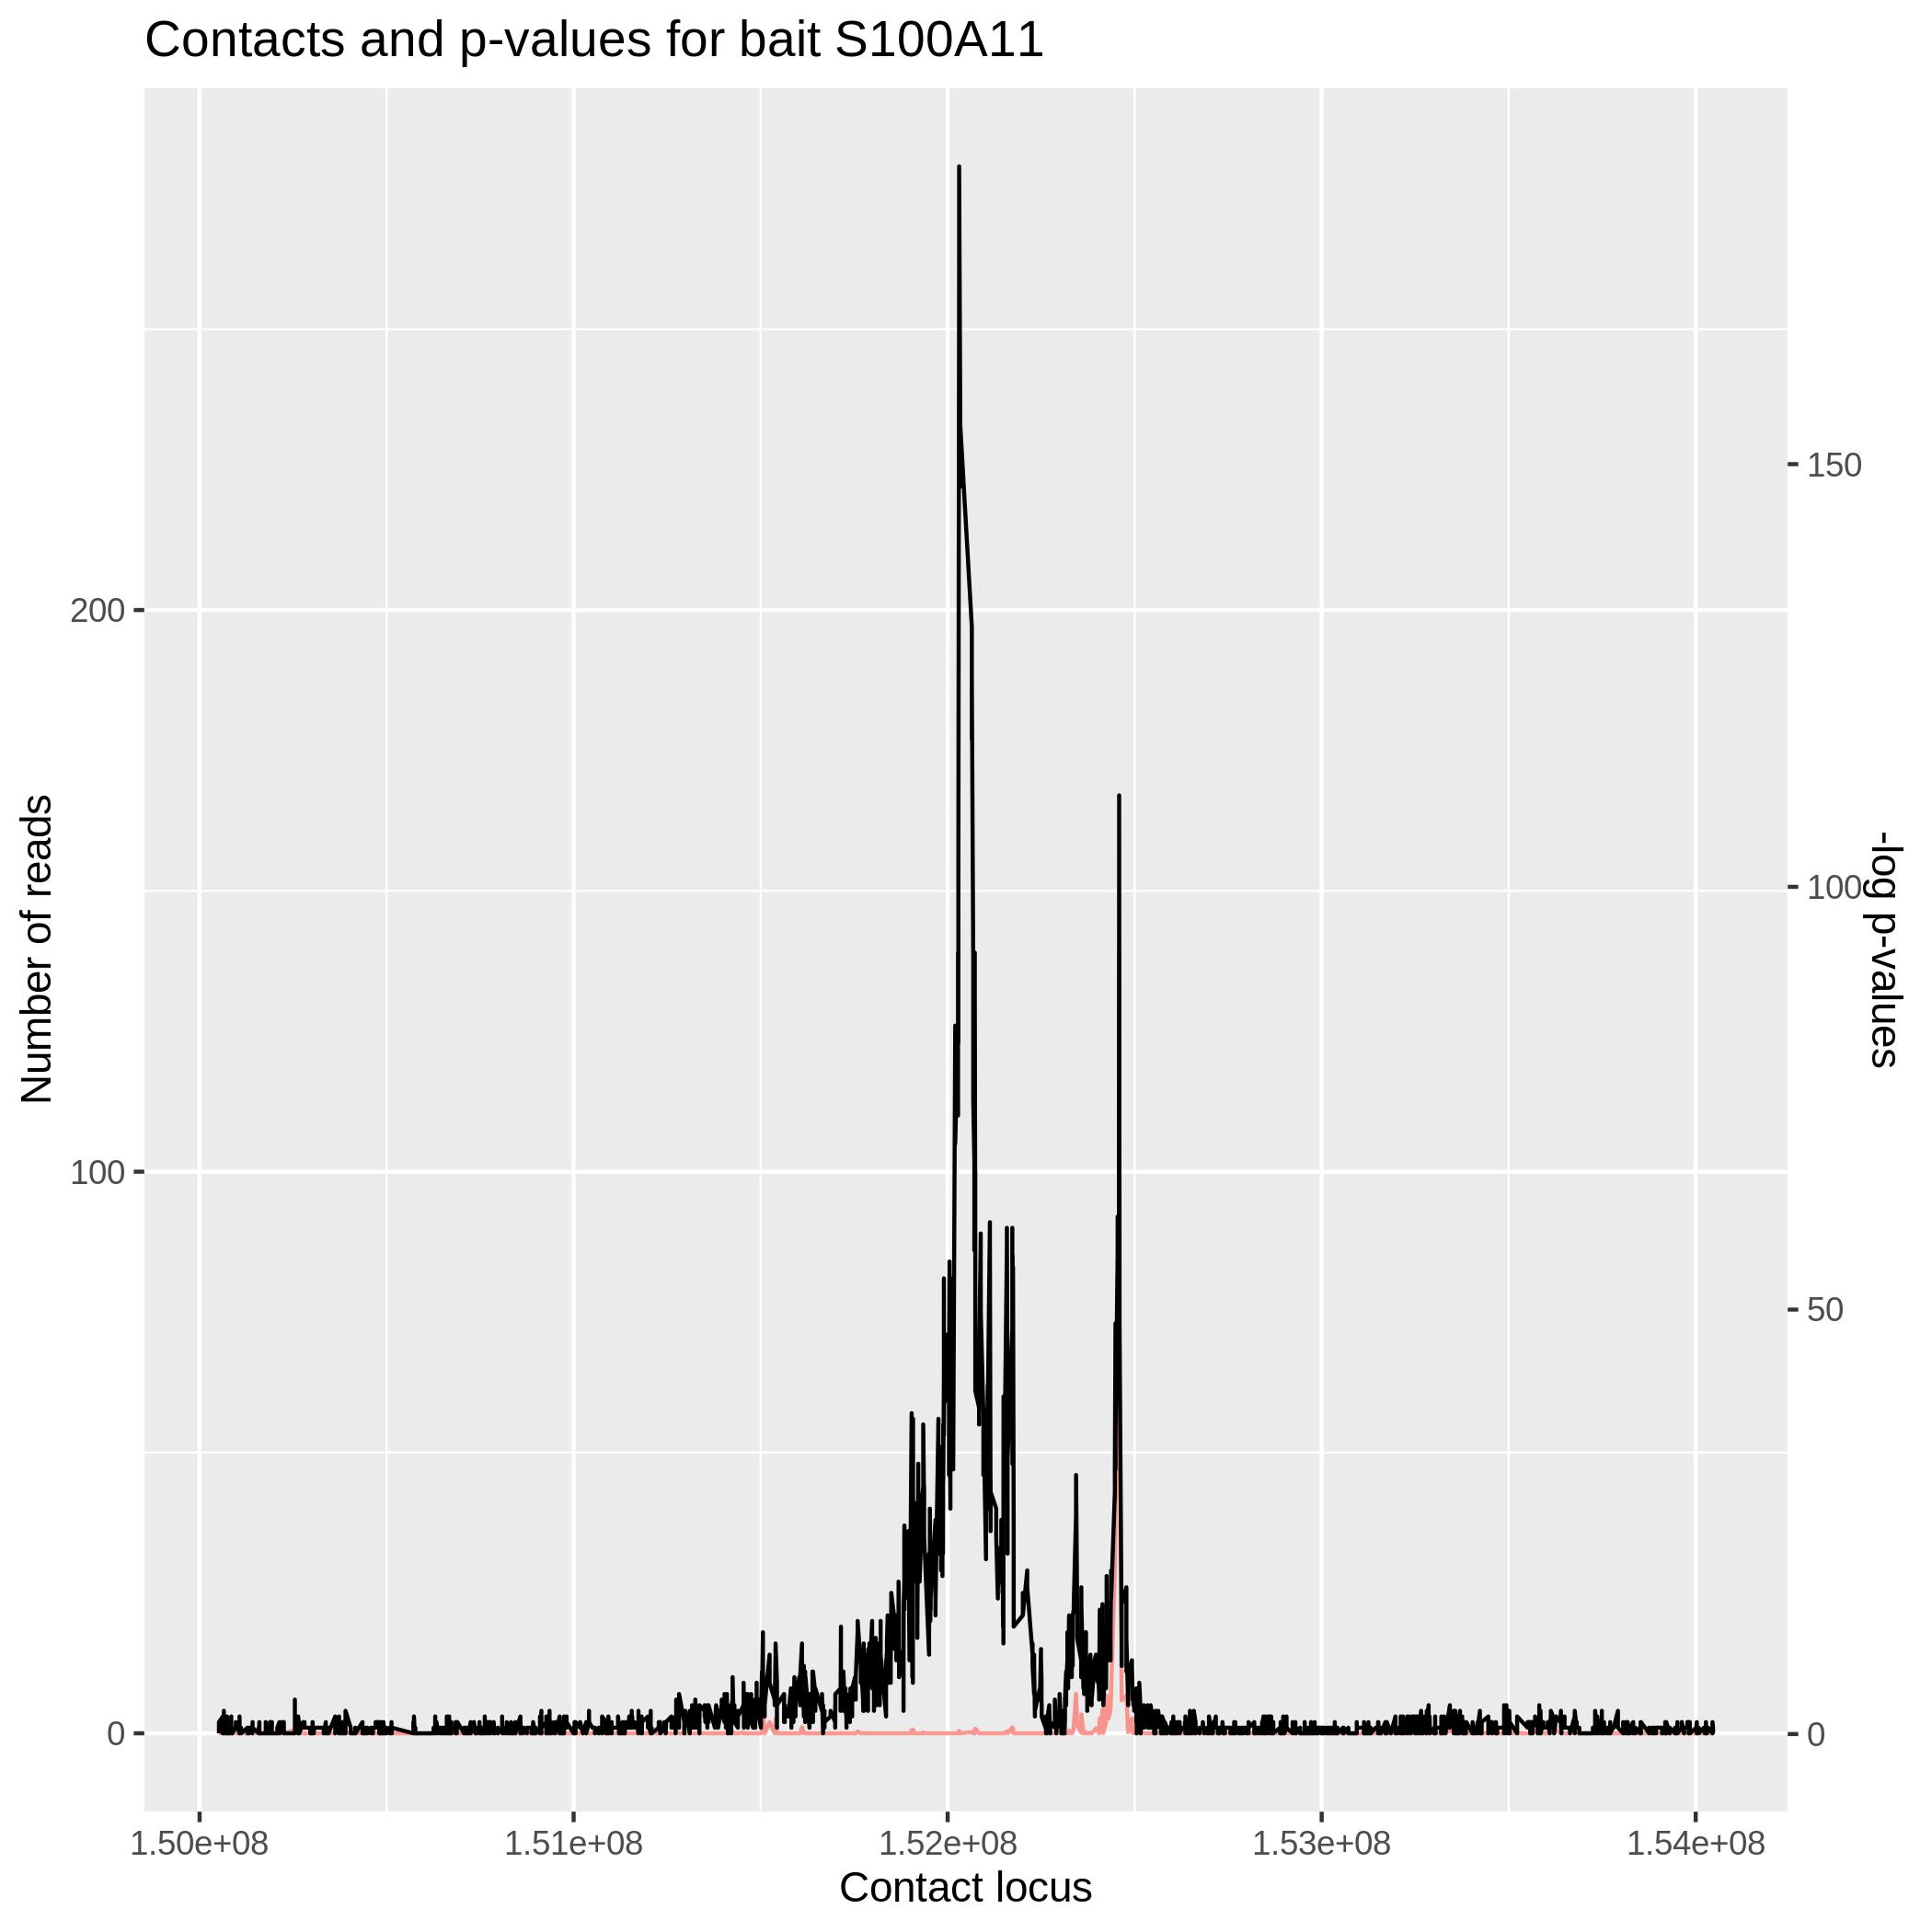 Contacts and p-values for bait S100A11
Number of reads
200
100
0
150
100
50
0
-log p-values
1.50e+08
1.51e+08
1.52e+08
1.53e+08
1.54e+08
Contact locus